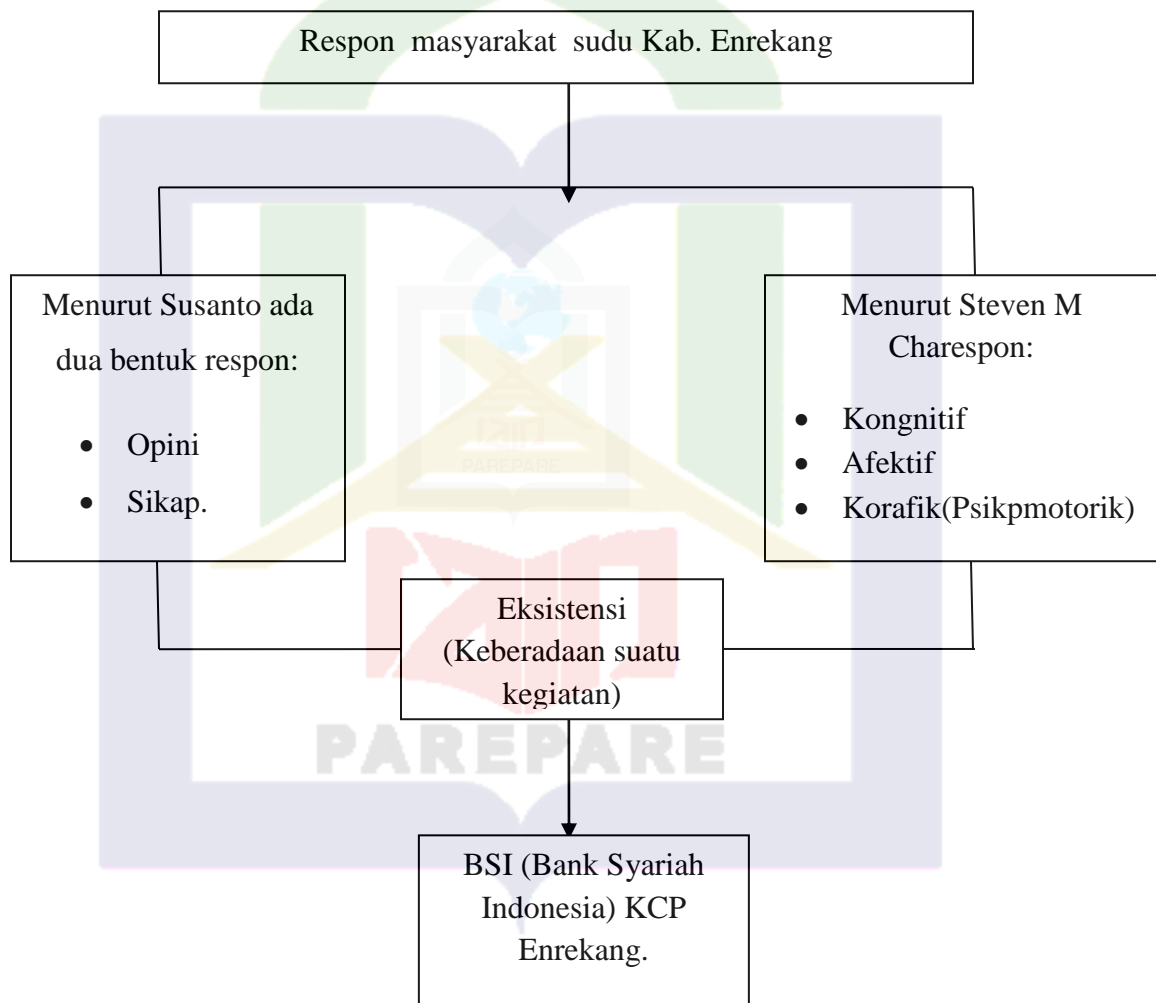 Respon masyarakat sudu Kab. Enrekang
Menurut Susanto ada
dua bentuk respon:
• Opini
• Sikap.
Menurut Steven M
Charespon:
• Kongnitif
• Afektif
• Korafik(Psikpmotorik)
PAREPARE
Eksistensi
(Keberadaan suatu
kegiatan)
PAREPARE
BSI (Bank Syariah
Indonesia) KCP
Enrekang.